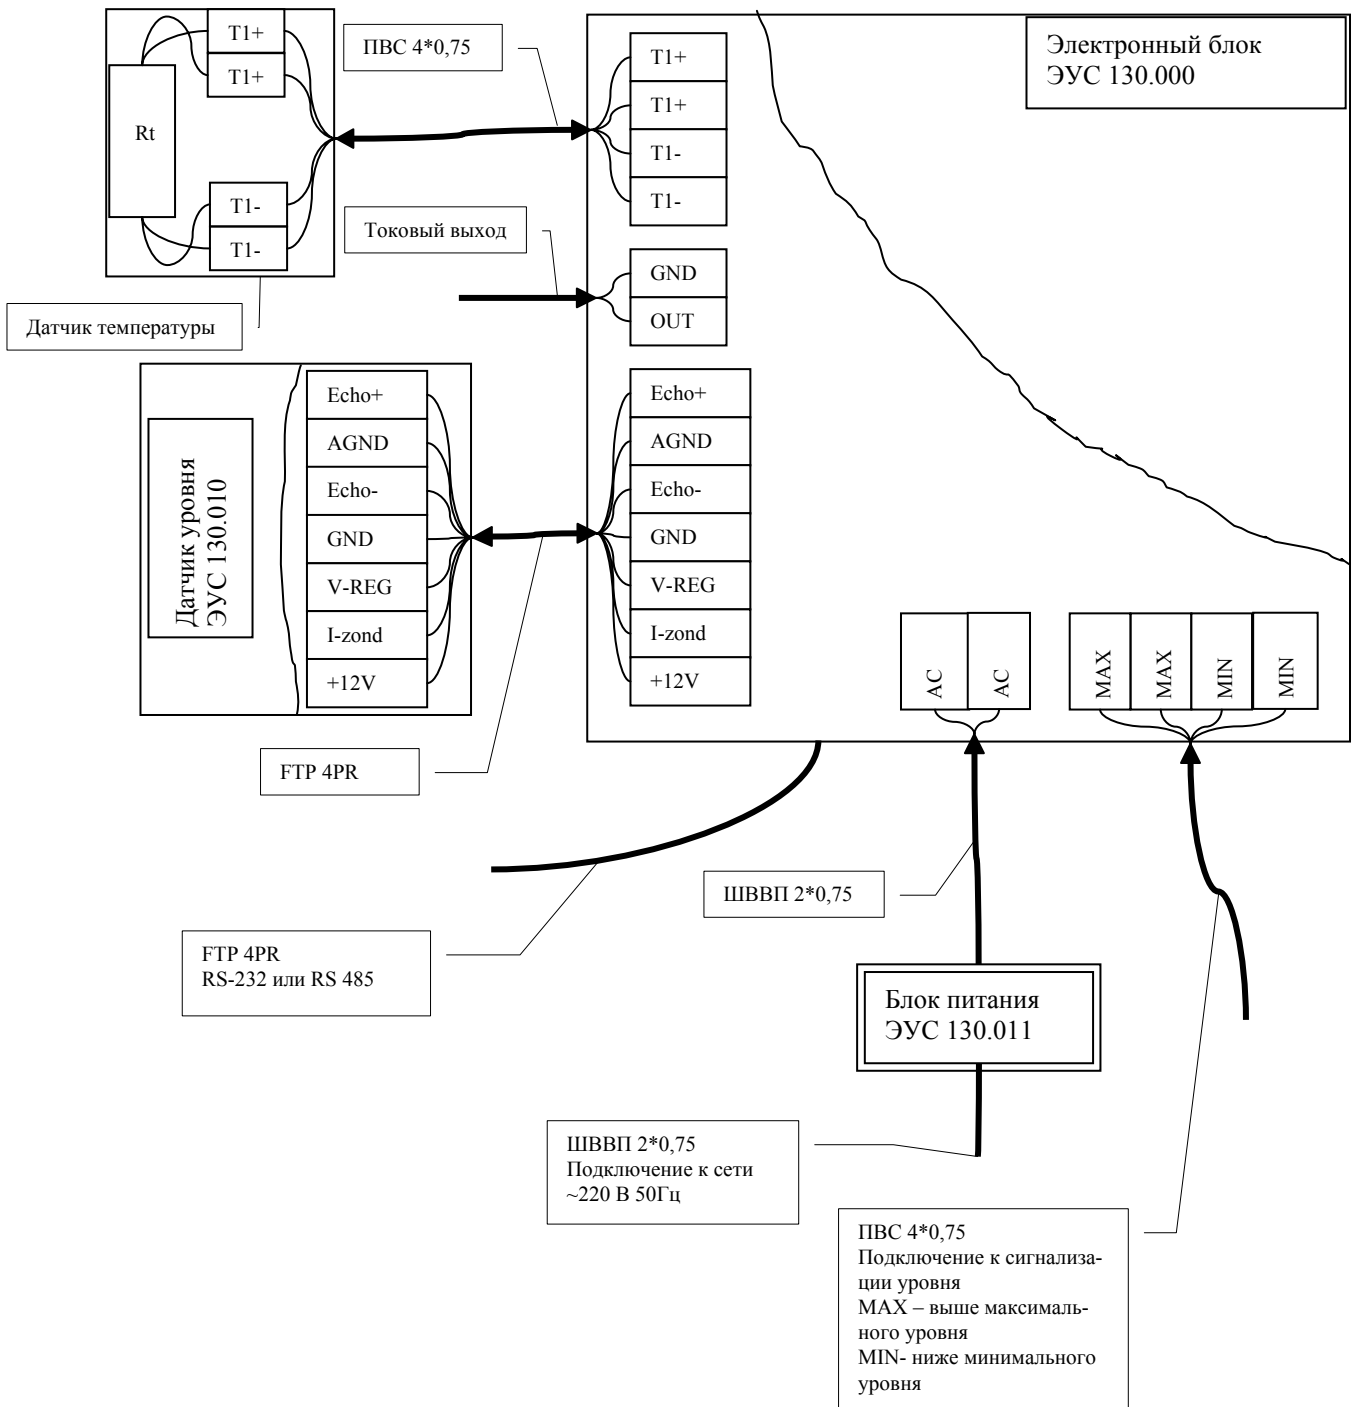 T1+
T1+
Rt
T1-
T1-
Датчик температуры
ПВС 4*0,75
Токовый выход
T1+
T1+
T1-
T1-
GND
OUT
Электронный блок
ЭУС 130.000
Датчик уровня
ЭУС 130.010
Echo+
AGND
Echo-
GND
V-REG
I-zond
+12V
Echo+
AGND
Echo-
GND
V-REG
I-zond
+12V
AC
AC
MAX
MAX
MIN
MIN
FTP 4PR
ШВВП 2*0,75
FTP 4PR
RS-232 или RS 485
Блок питания
ЭУС 130.011
ШВВП 2*0,75
Подключение к сети
~220 В 50Гц
ПВС 4*0,75
Подключение к сигнализа-
ции уровня
MAX – выше максималь-
ного уровня
MIN- ниже минимального
уровня